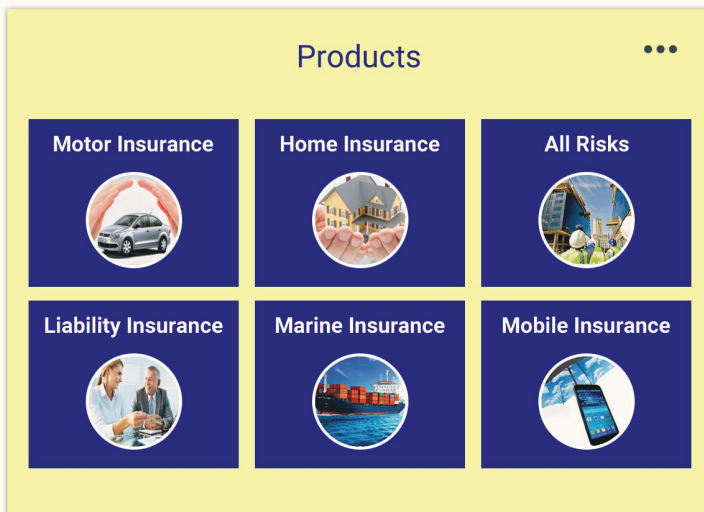 Products
Motor Insurance
Home Insurance
All Risks
Liability Insurance
Marine Insurance
Mobile Insurance